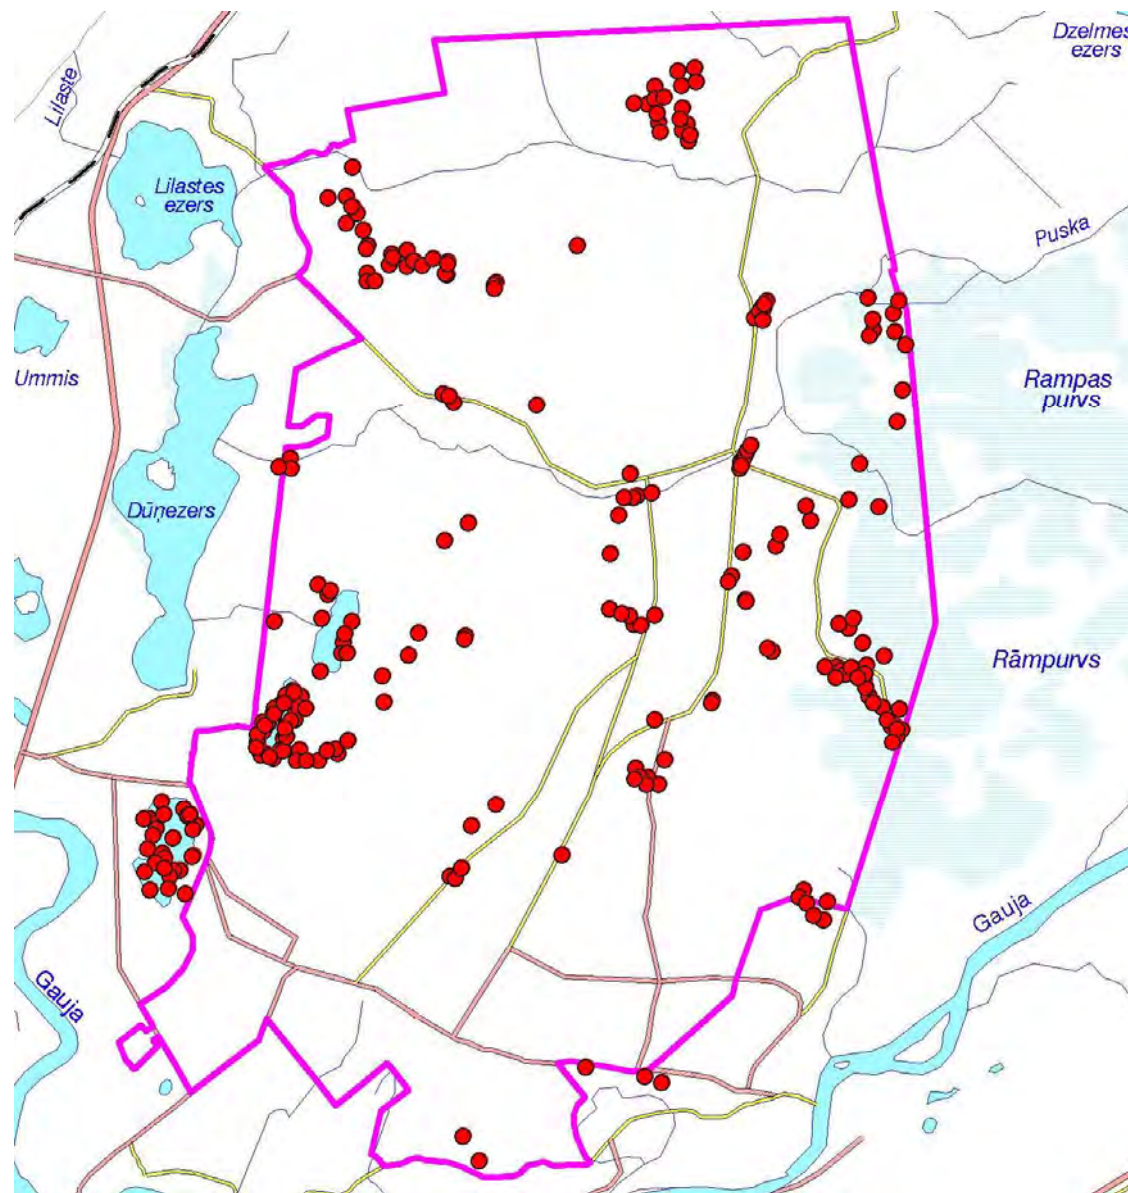 Dzelmes
ezers
Lilaste
Lilastes
ezers
Puska
Ummis
Rampas
purvs
Dūņezers
Rāmpurvs
Gauja
Gauja